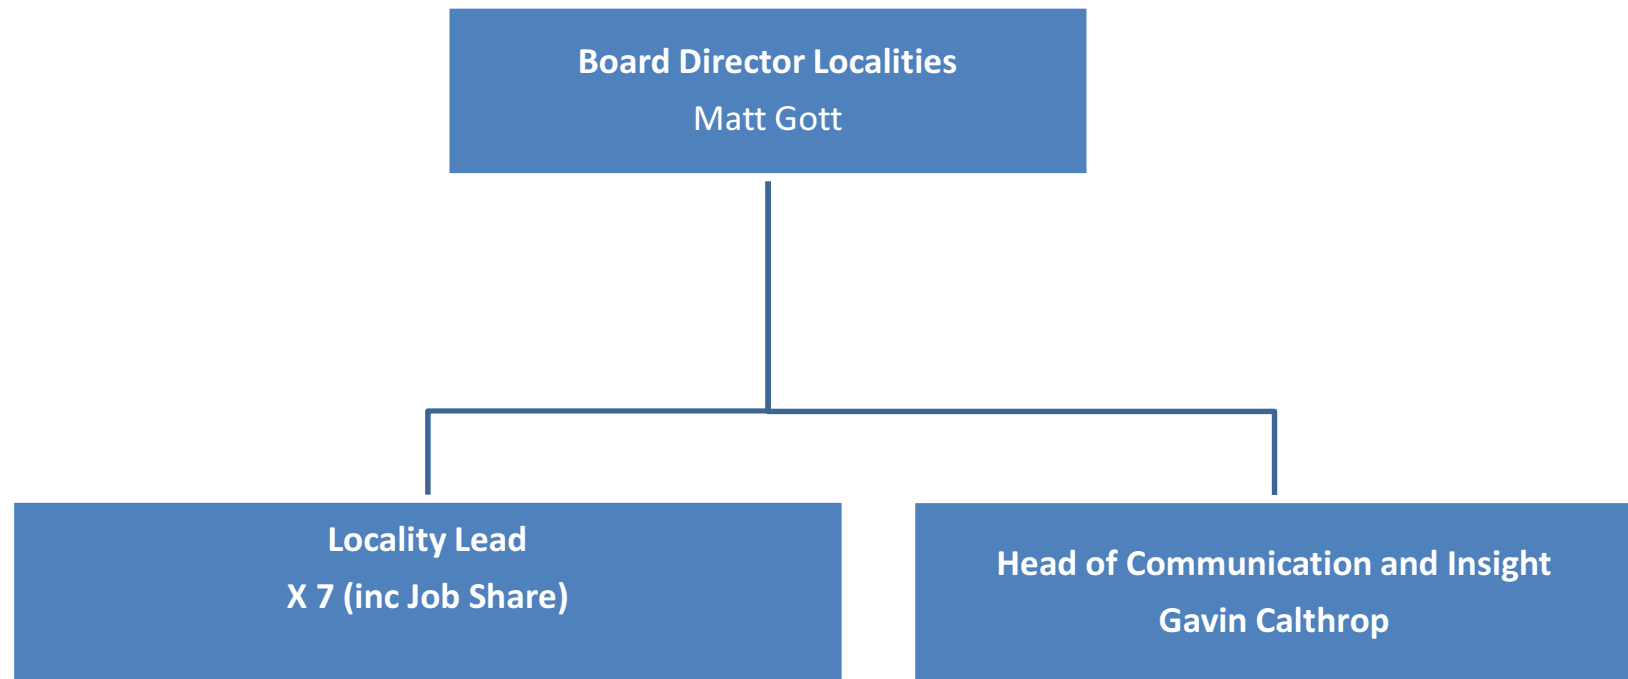 Board Director Localities
Matt Gott
Locality Lead
X 7 (inc Job Share)
Head of Communication and Insight
Gavin Calthrop